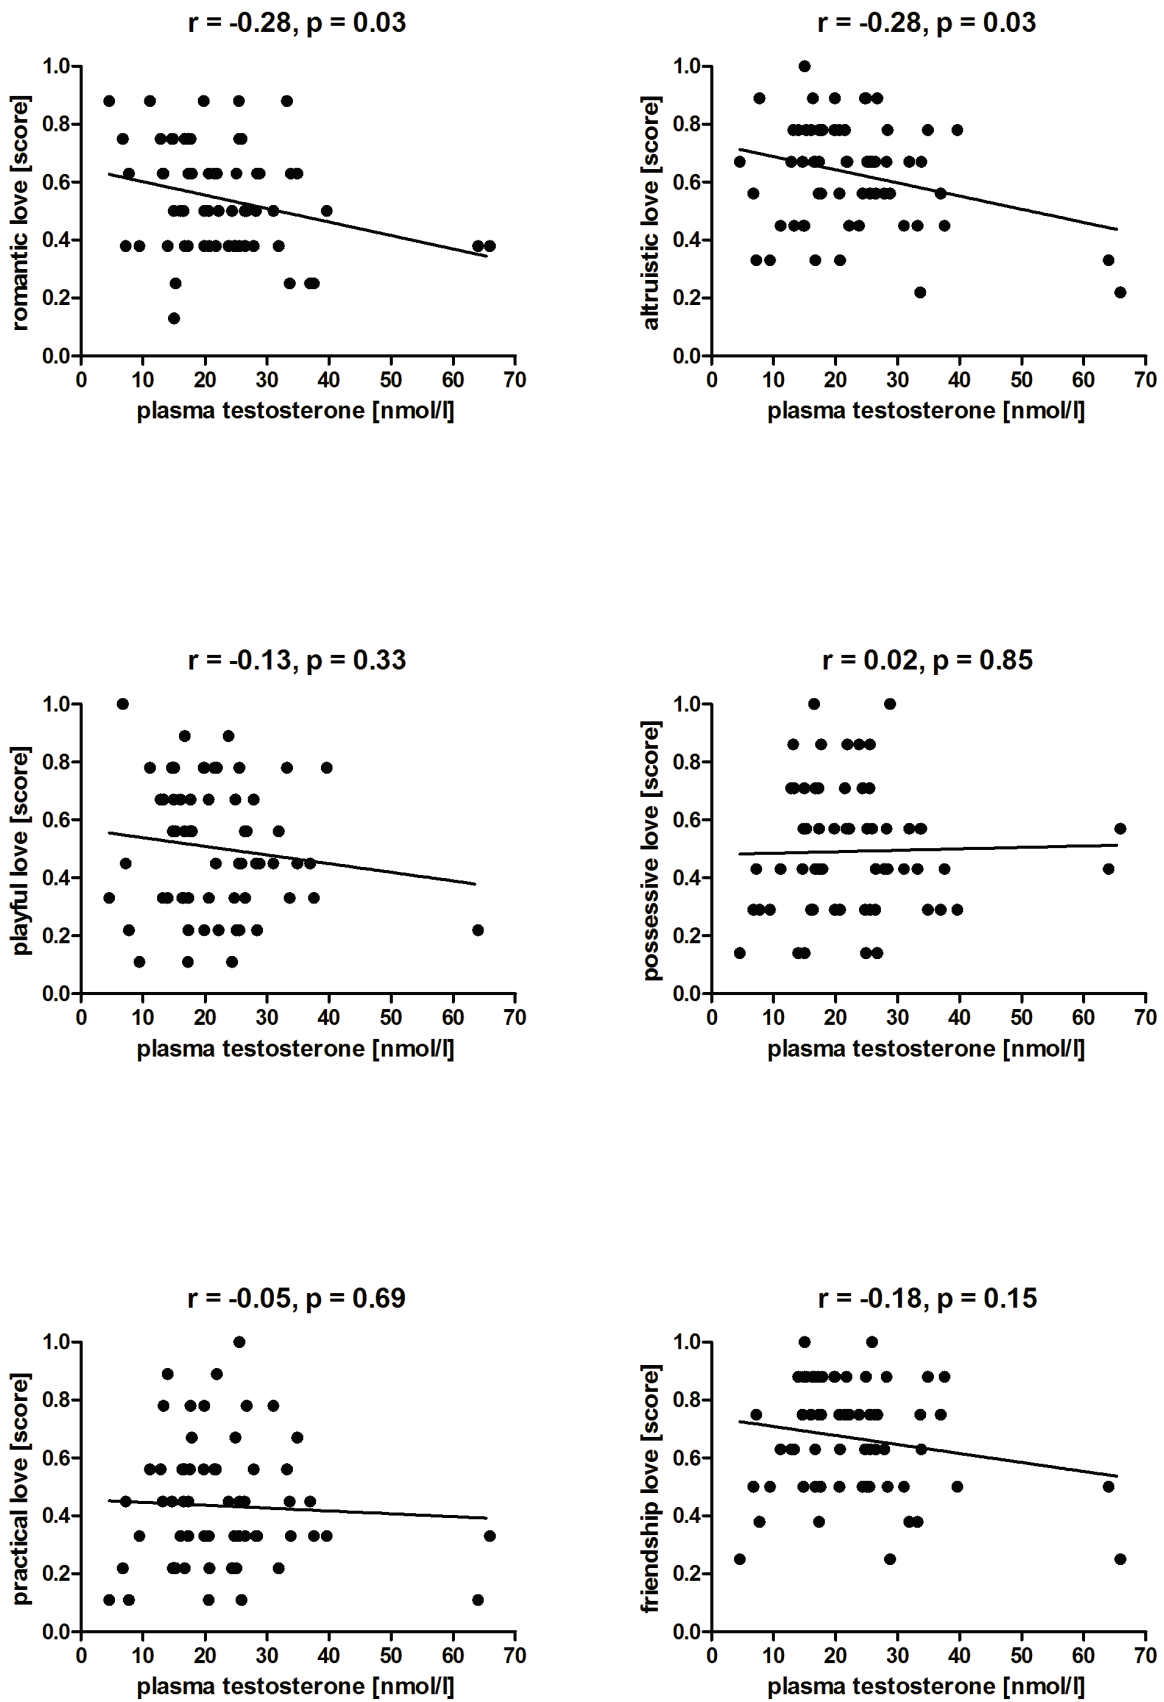 r = -0.28, p = 0.03
romantic love [score]
1.0
0.8
0.6
0.4
0.2
0.0
0 10 20 30 40 50 60 70
plasma testosterone [nmol/l]
r = -0.28, p = 0.03
altruistic love [score]
1.0
0.8
0.6
0.4
0.2
0.0
0 10 20 30 40 50 60 70
plasma testosterone [nmol/l]
r = -0.13, p = 0.33
playful love [score]
1.0
0.8
0.6
0.4
0.2
0.0
0 10 20 30 40 50 60 70
plasma testosterone [nmol/l]
r = 0.02, p = 0.85
possessive love [score]
1.0
0.8
0.6
0.4
0.2
0.0
0 10 20 30 40 50 60 70
plasma testosterone [nmol/l]
r = -0.05, p = 0.69
practical love [score]
1.0
0.8
0.6
0.4
0.2
0.0
0 10 20 30 40 50 60 70
plasma testosterone [nmol/l]
r = -0.18, p = 0.15
friendship love [score]
1.0
0.8
0.6
0.4
0.2
0.0
0 10 20 30 40 50 60 70
plasma testosterone [nmol/l]